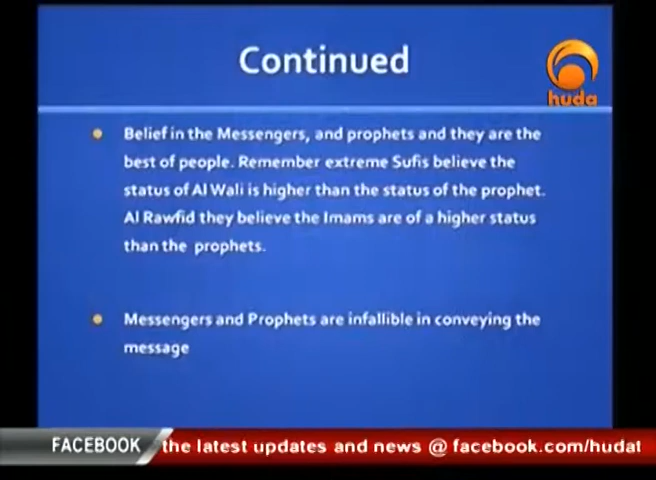 Continued
huda
Belief in the Messengers, and prophets and they are the
best of people. Remember extreme Sufis believe the
status of Al Wali is higher than the status of the prophet.
Al Rawfid they believe the Imams are of a higher status
than the prophets.
Messengers and Prophets are infallible in conveying the
message
FACEBOOK
the latest updates and news @ facebook.com/hudat